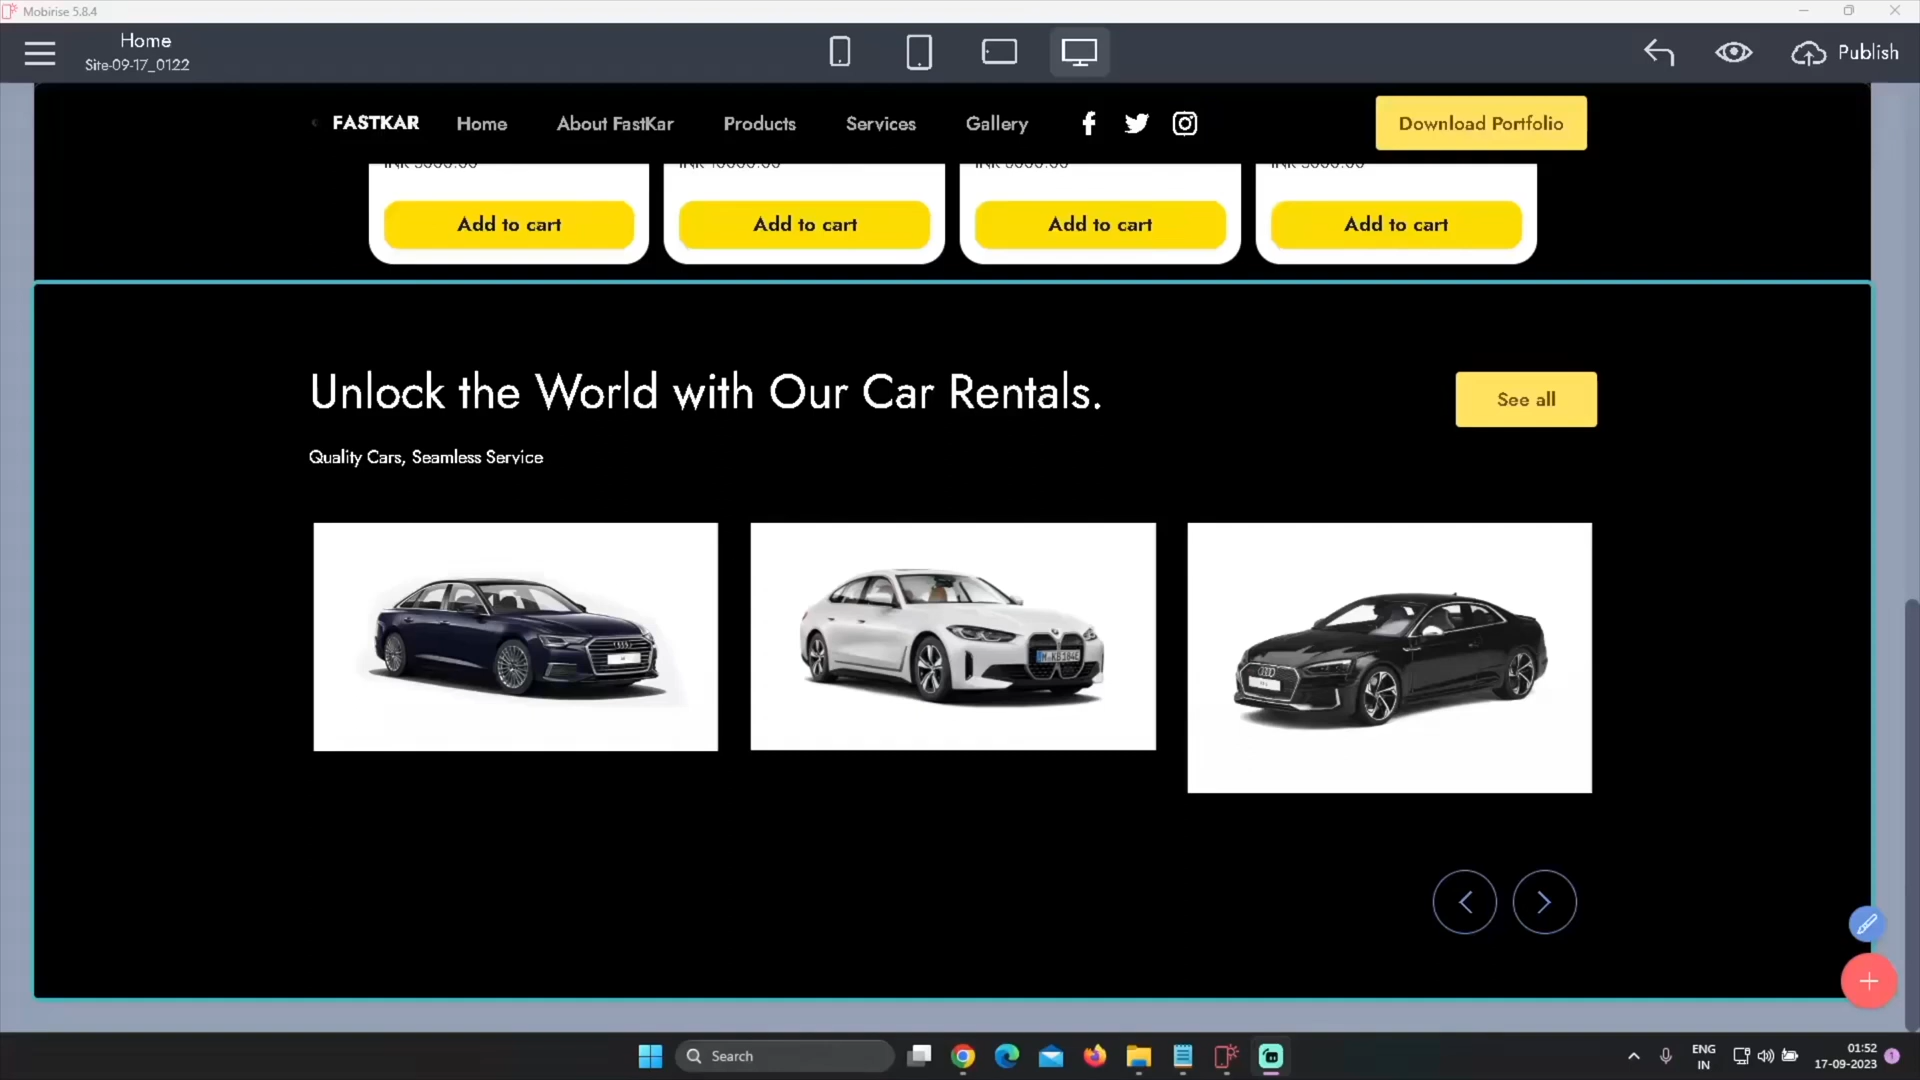 Mobirise 5.8.4
Home
Site-09-17_0122
Publish
FASTKAR Home About FastKar Products Services Gallery Download Portfolio
Add to cart Add to cart Add to cart Add to cart
Unlock the World with Our Car Rentals.
See all
Quality Cars, Seamless Service
Search
ENG
IN
01:52
17-09-2023
1